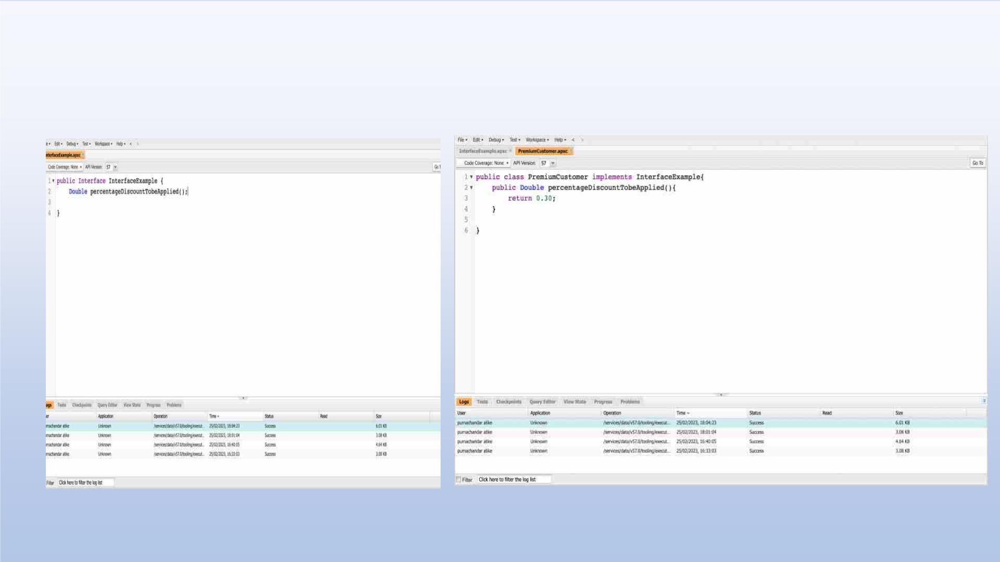 Edit Debug Test Workspace Help < >
nterfaceExample.apxc
Code Coverage: None API Version: 57
1 public Interface InterfaceExample {
2 Double percentageDiscountTobeApplied();
3
4 }
ogs Tests Checkpoints Query Editor View State Progress Problems
er Application Operation Time Status Read Size
rnachandar atike Unknown /services/data/v57.0/tooling/execut... 25/02/2023, 18:04:23 Success 6.01 KB
rnachandar atike Unknown /services/data/v57.0/tooling/execut... 25/02/2023, 18:01:04 Success 3.08 KB
rnachandar atike Unknown /services/data/v57.0/tooling/execut... 25/02/2023, 16:40:05 Success 4.64 KB
rnachandar atike Unknown /services/data/v57.0/tooling/execut... 25/02/2023, 16:33:03 Success 3.08 KB
Filter Click here to filter the log list
File Edit Debug Test Workspace Help < >
InterfaceExample.apxc PremiumCustomer.apxc
Code Coverage: None API Version: 57 Go To
1 public class PremiumCustomer implements InterfaceExample{
2 public Double percentageDiscountTobeApplied(){
3 return 0.30;
4 }
5
6 }
Logs Tests Checkpoints Query Editor View State Progress Problems
User Application Operation Time Status Read Size
purnachandar atike Unknown /services/data/v57.0/tooling/execut... 25/02/2023, 18:04:23 Success 6.01 KB
purnachandar atike Unknown /services/data/v57.0/tooling/execut... 25/02/2023, 18:01:04 Success 3.08 KB
purnachandar atike Unknown /services/data/v57.0/tooling/execut... 25/02/2023, 16:40:05 Success 4.64 KB
purnachandar atike Unknown /services/data/v57.0/tooling/execut... 25/02/2023, 16:33:03 Success 3.08 KB
Filter Click here to filter the log list